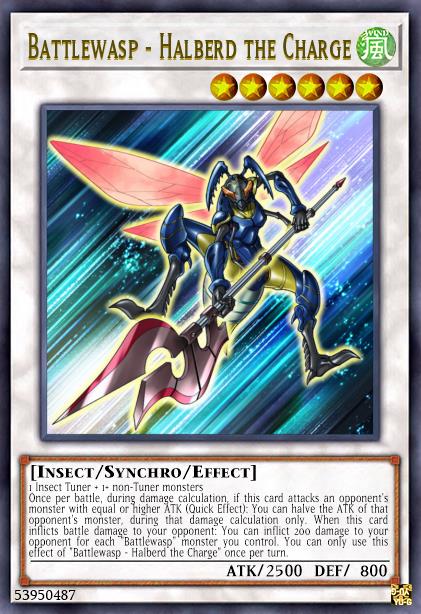 Battlewasp - Halberd the Charge
WIND
風
[Insect/Synchro/Effect]
1 Insect Tuner + 1+ non-Tuner monsters
Once per battle, during damage calculation, if this card attacks an opponent's
monster with equal or higher ATK (Quick Effect): You can halve the ATK of that
opponent's monster, during that damage calculation only. When this card
inflicts battle damage to your opponent: You can inflict 200 damage to your
opponent for each "Battlewasp" monster you control. You can only use this
effect of "Battlewasp - Halberd the Charge" once per turn.
ATK/2500 DEF/ 800
53950487